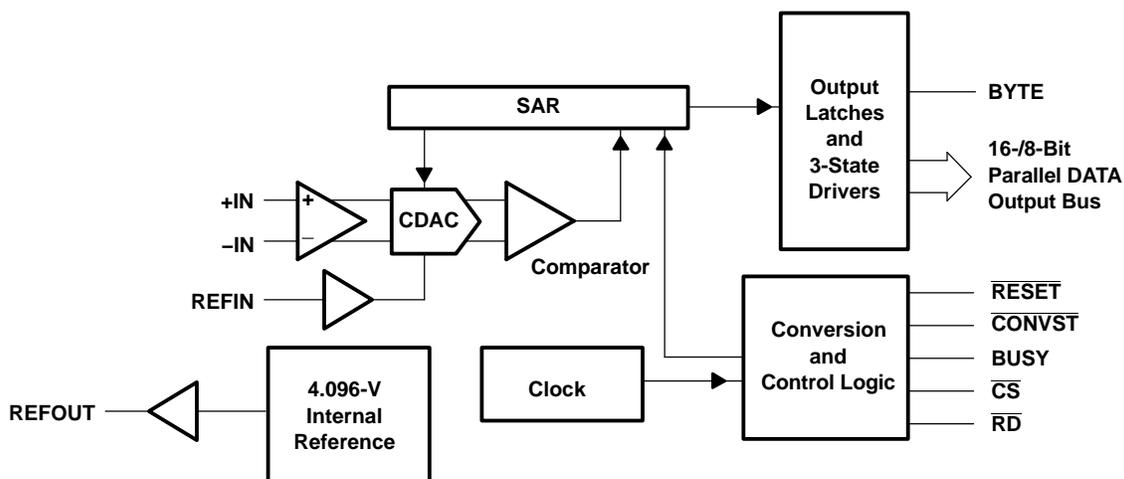 SAR
Output
Latches
and
3-State
Drivers
BYTE
16-/8-Bit
Parallel DATA
Output Bus
+IN
−IN
+
−
CDAC
Comparator
REFIN
REFOUT
4.096-V
Internal
Reference
Clock
Conversion
and
Control Logic
RESET
CONVST
BUSY
CS
RD